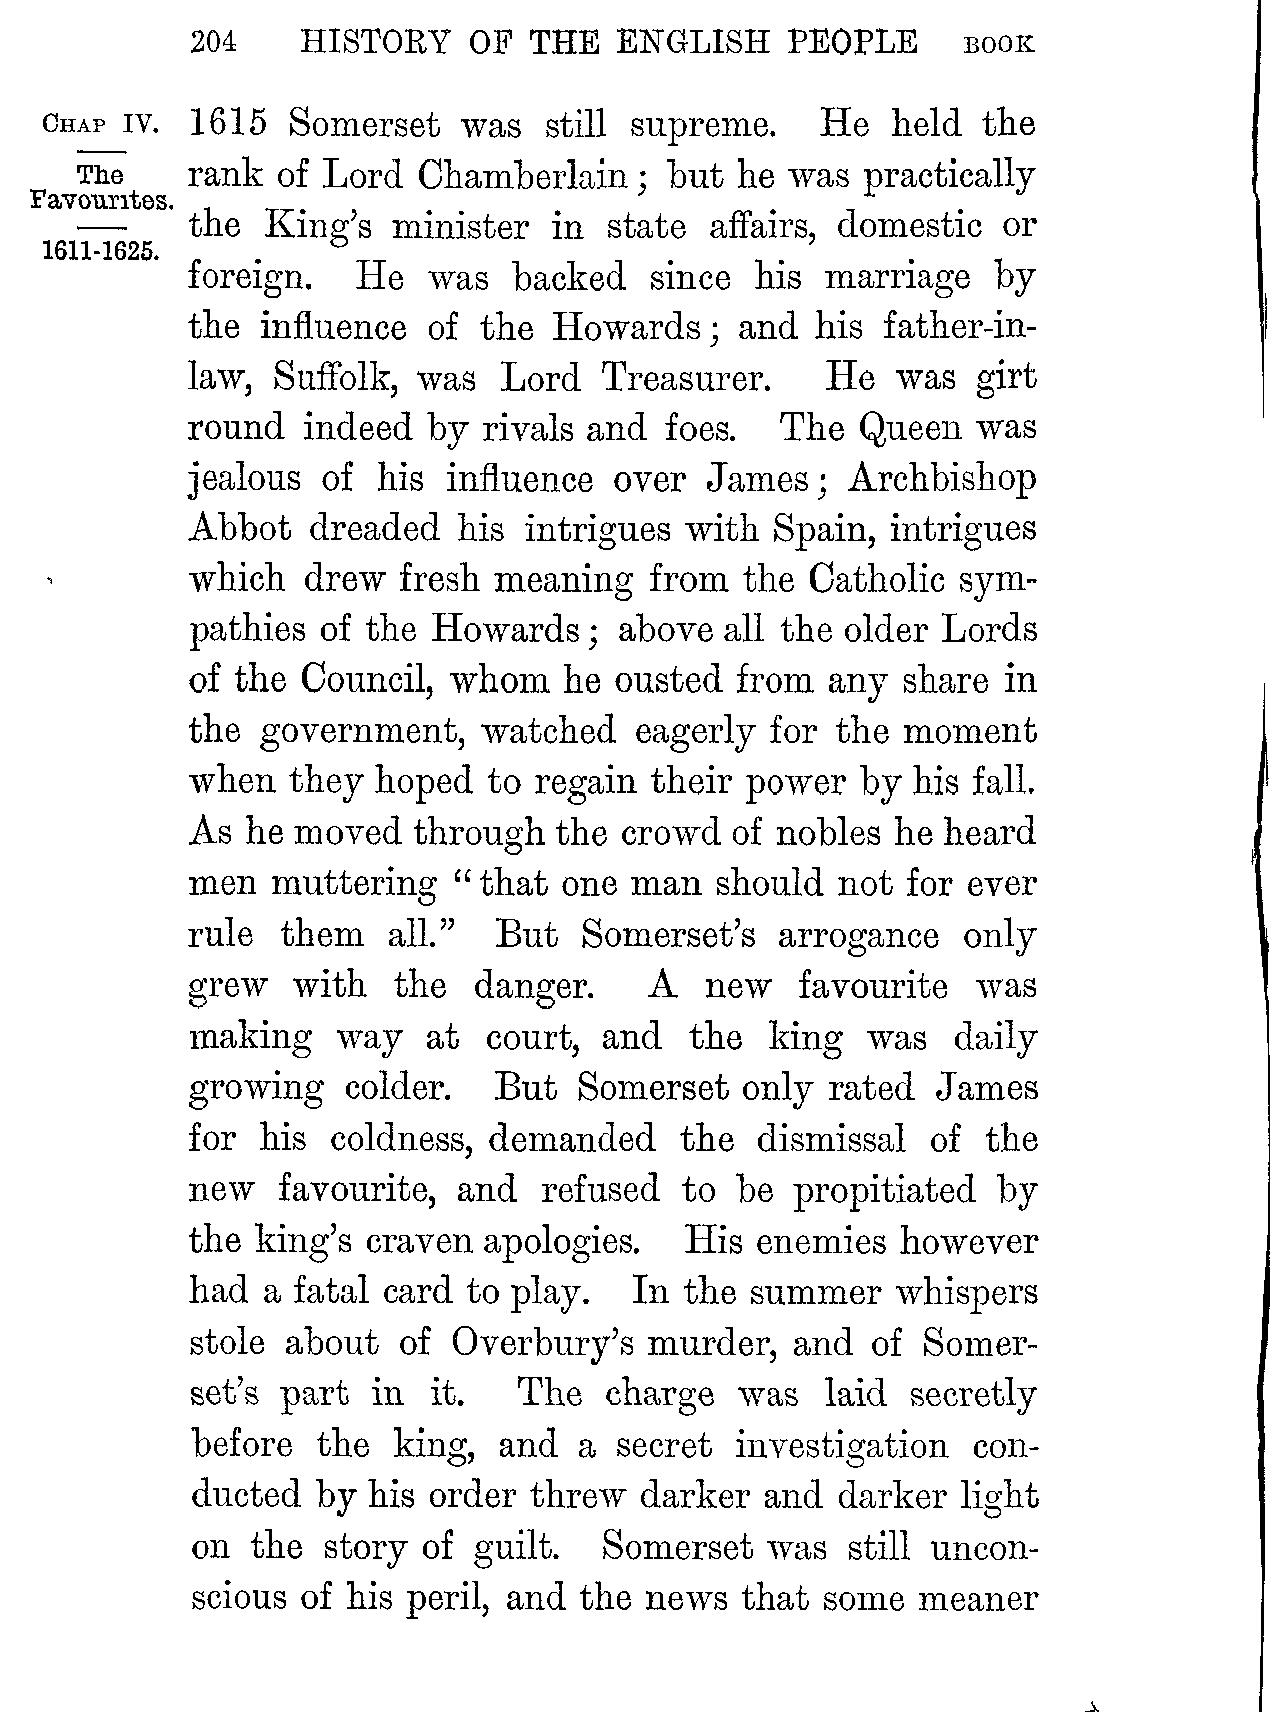 204 HISTORY OF THE ENGLISH PEOPLE BOOK
CHAP IV.
The
Favourites.
1611-1625.
1615 Somerset was still supreme. He held the
rank of Lord Chamberlain; but he was practically
the King's minister in state affairs, domestic or
foreign. He was backed since his marriage by
the influence of the Howards; and his father-in-
law, Suffolk, was Lord Treasurer. He was girt
round indeed by rivals and foes. The Queen was
jealous of his influence over James; Archbishop
Abbot dreaded his intrigues with Spain, intrigues
which drew fresh meaning from the Catholic sym-
pathies of the Howards; above all the older Lords
of the Council, whom he ousted from any share in
the government, watched eagerly for the moment
when they hoped to regain their power by his fall.
As he moved through the crowd of nobles he heard
men muttering “that one man should not for ever
rule them all.” But Somerset's arrogance only
grew with the danger. A new favourite was
making way at court, and the king was daily
growing colder. But Somerset only rated James
for his coldness, demanded the dismissal of the
new favourite, and refused to be propitiated by
the king's craven apologies. His enemies however
had a fatal card to play. In the summer whispers
stole about of Overbury's murder, and of Somer-
set's part in it. The charge was laid secretly
before the king, and a secret investigation con-
ducted by his order threw darker and darker light
on the story of guilt. Somerset was still uncon-
scious of his peril, and the news that some meaner